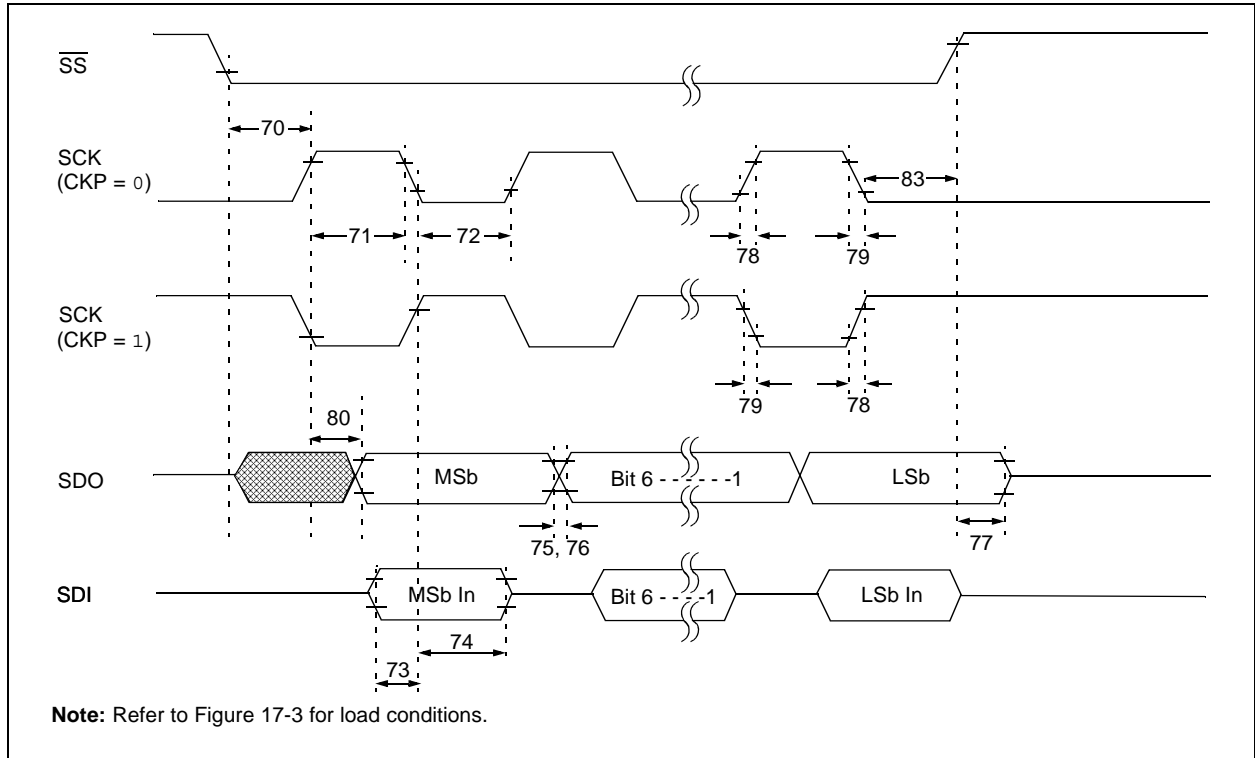 SS
70
SCK
(CKP = 0)
83
71
72
78
79
SCK
(CKP = 1)
79
78
80
SDO
MSb
Bit 6 - - - - - -1
LSb
75, 76
77
SDI
MSb In
Bit 6 - - - - -1
LSb In
74
73
Note: Refer to Figure 17-3 for load conditions.